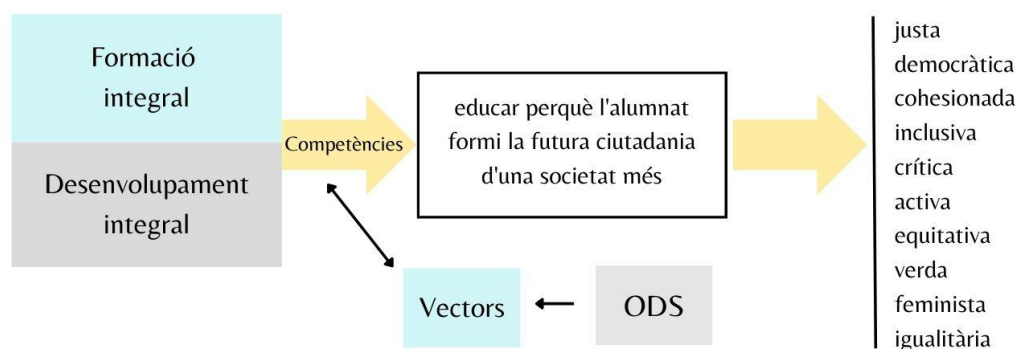 Formació
integral
Desenvolupament
integral
Competències
educar perquè l'alumnat
formi la futura ciutadania
d'una societat més
justa
democràtica
cohesionada
inclusiva
crítica
activa
equitativa
verda
feminista
igualitària
Vectors
ODS